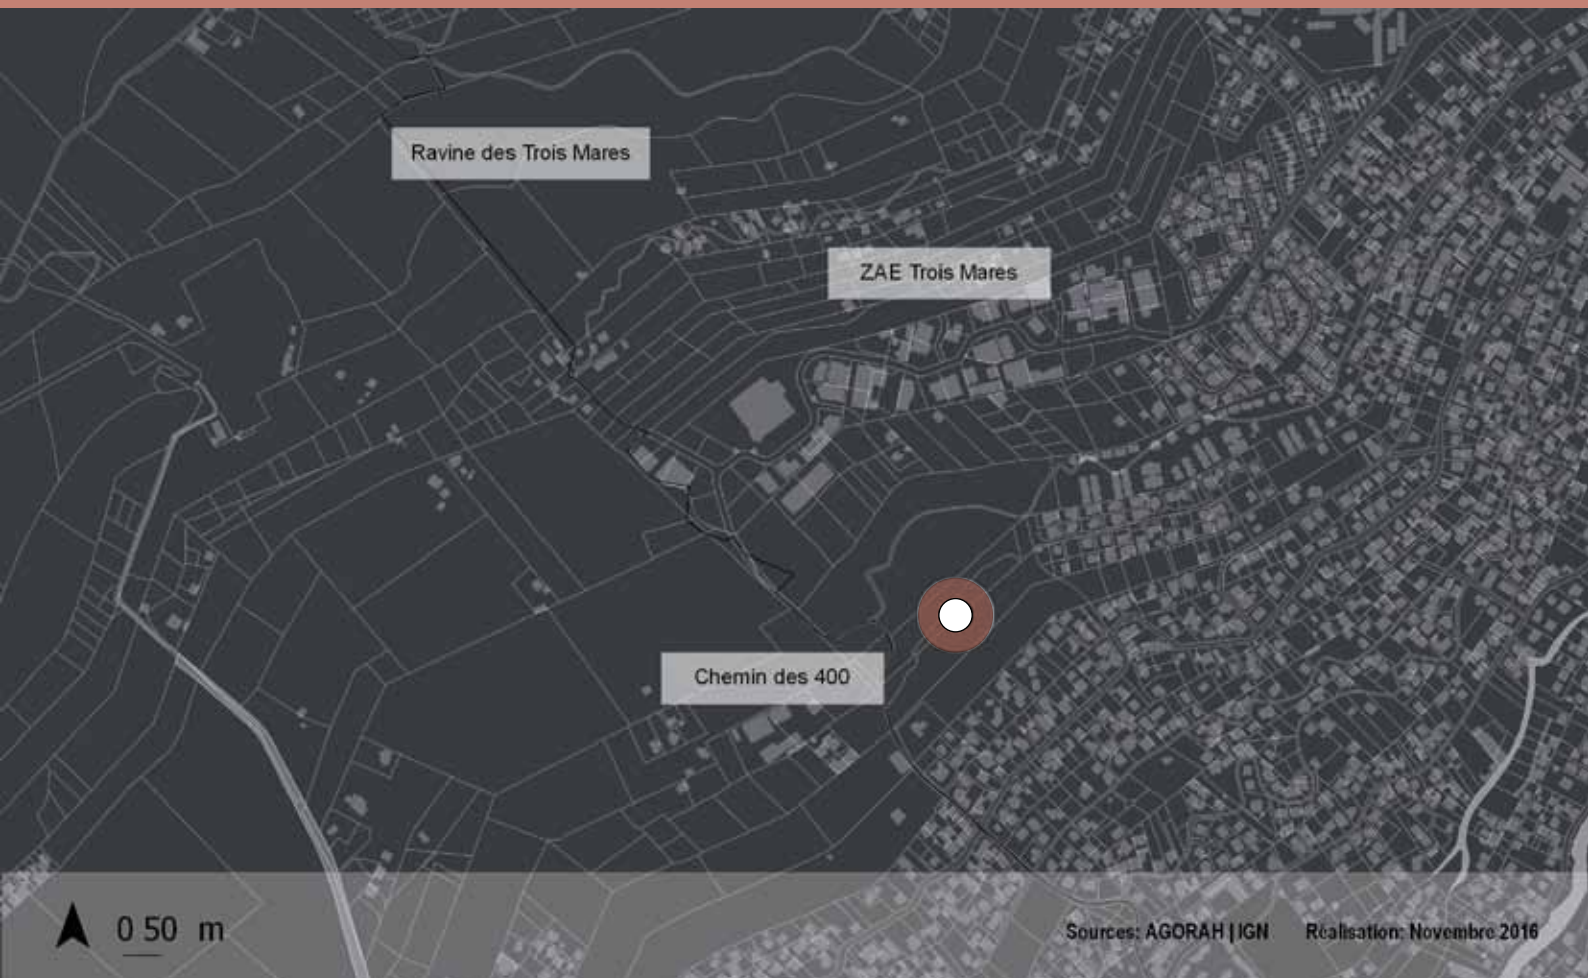 Ravine des Trois Mares
ZAE Trois Mares
Chemin des 400
0 50 m
Sources: AGORAH | IGN Réalisation: Novembre 2016